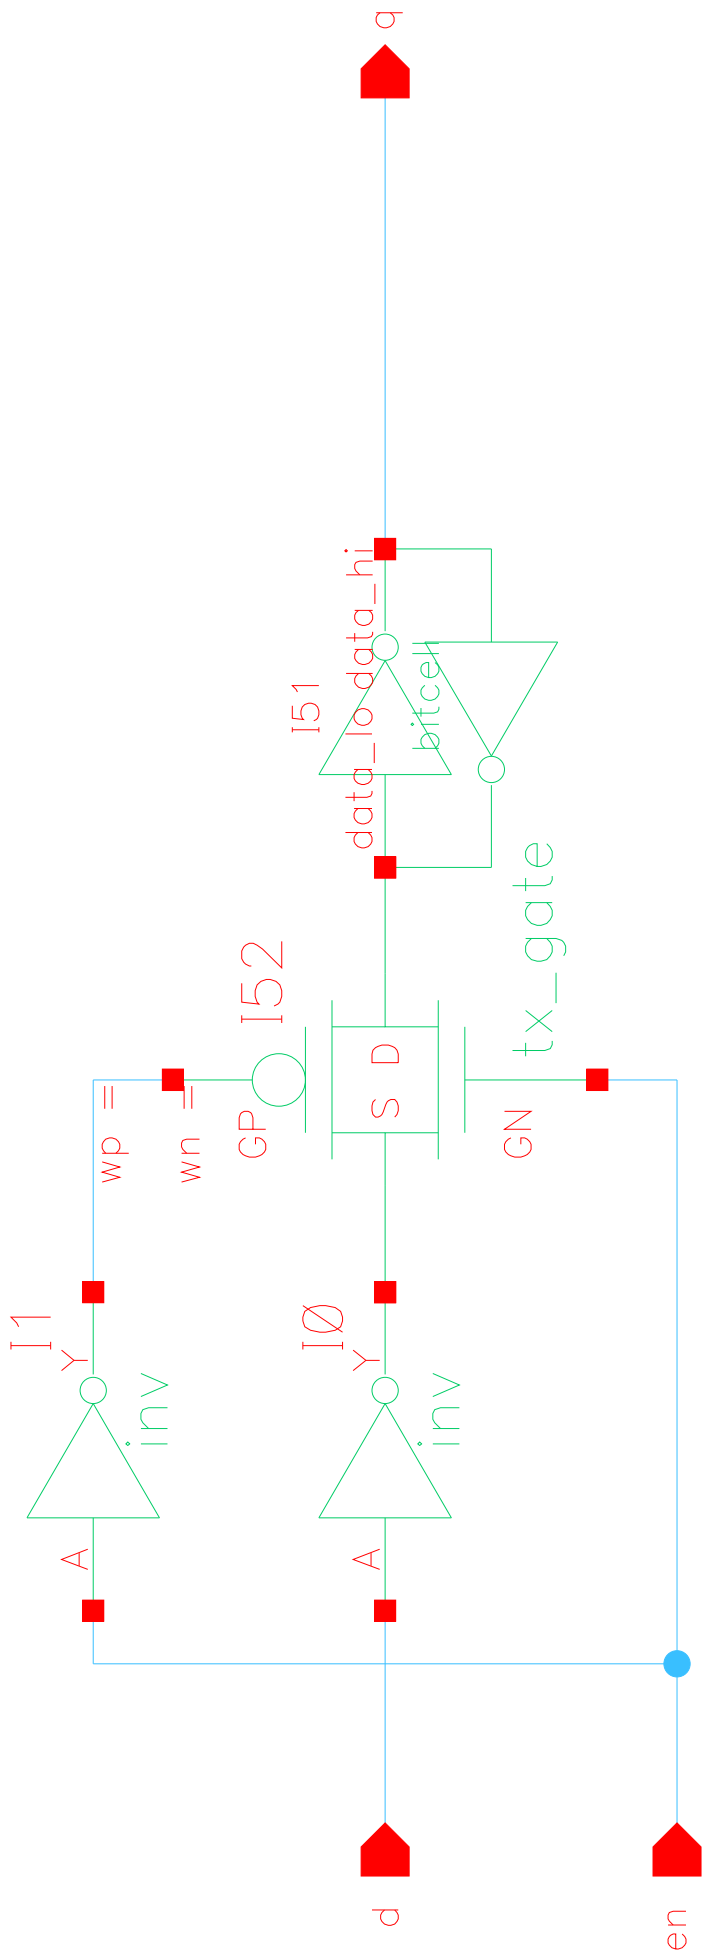 q
data_hi
data_lo
I51
bitcell
I52
tx_gate
D
S
GP
GN
wp =
wn =
I1
Y
inv
A
I0
Y
inv
A
d
en